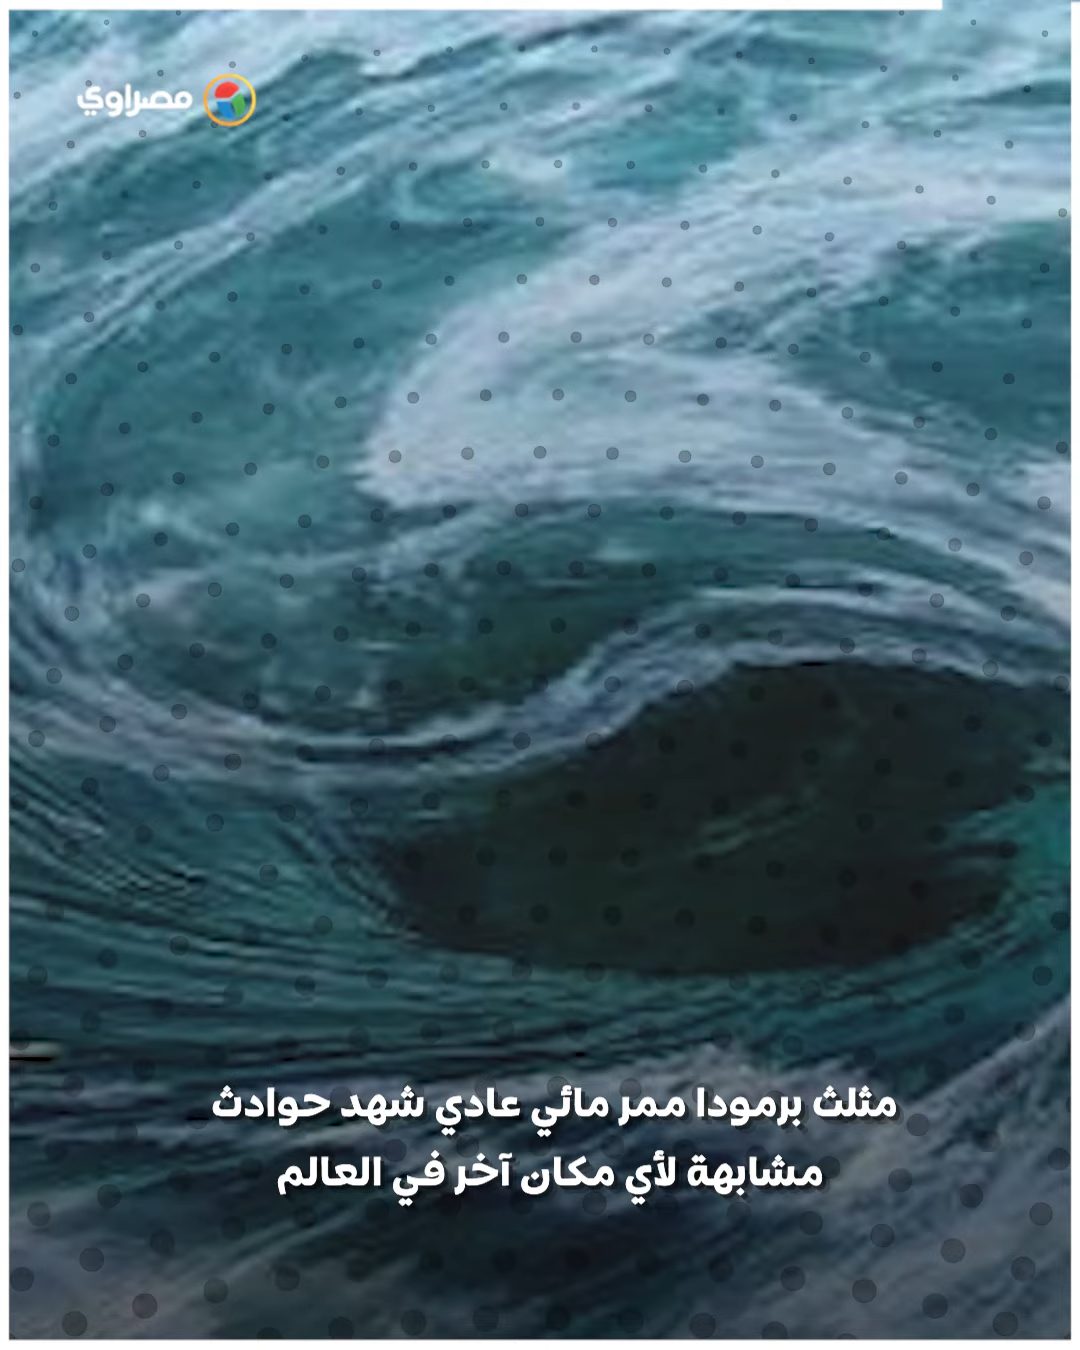 مصراوي
مثلث برمودا ممر مائي عادي شهد حوادث
مشابهة لأي مكان آخر في العالم